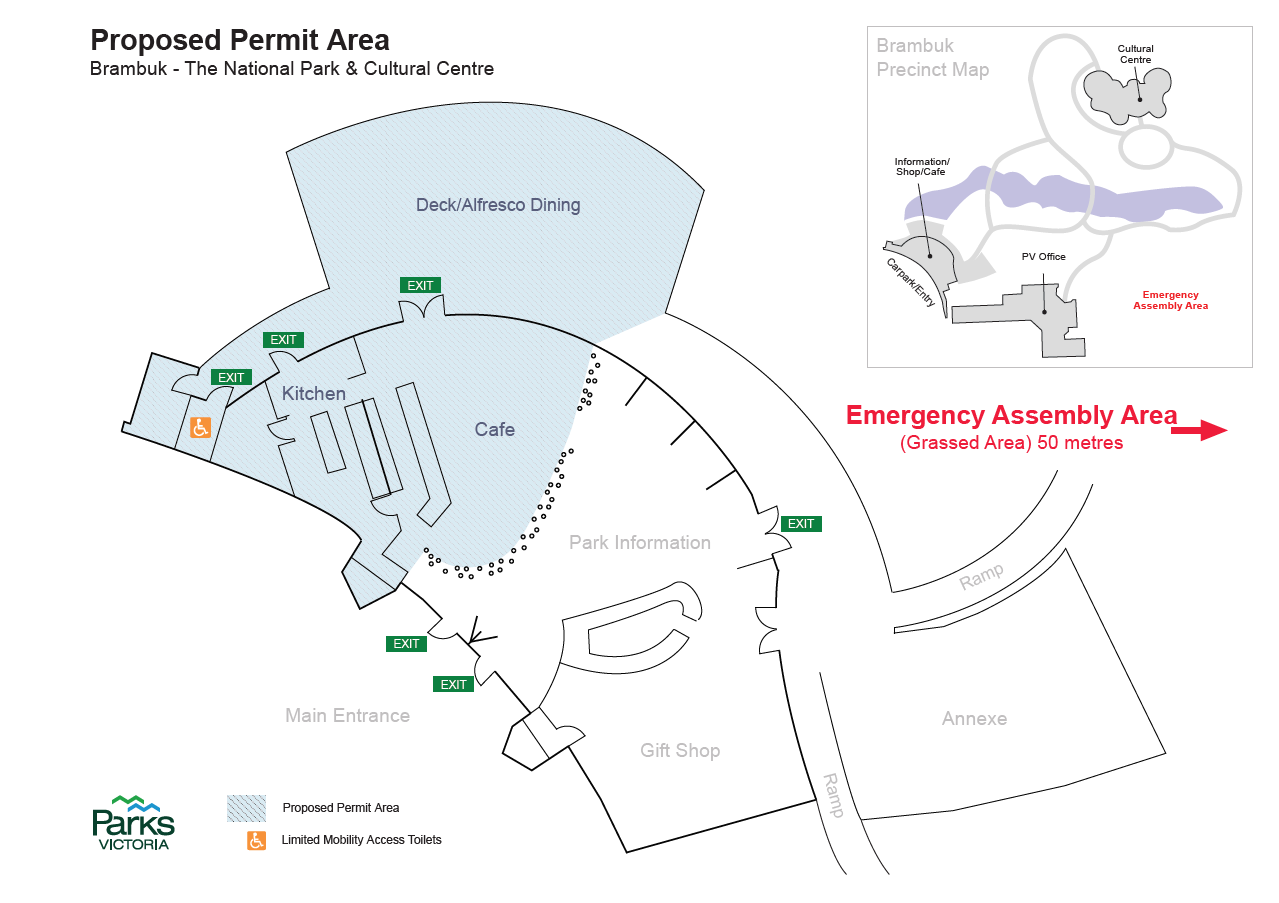 Proposed Permit Area
Brambuk - The National Park & Cultural Centre
Brambuk
Precinct Map
Cultural
Centre
Information/
Shop/Cafe
Carpark/Entry
PV Office
Emergency
Assembly Area
Deck/Alfresco Dining
EXIT
EXIT
EXIT
Kitchen
Cafe
Emergency Assembly Area
(Grassed Area) 50 metres
EXIT
Park Information
Ramp
EXIT
EXIT
Main Entrance
Gift Shop
Annexe
Ramp
Parks
VICTORIA
Proposed Permit Area
Limited Mobility Access Toilets